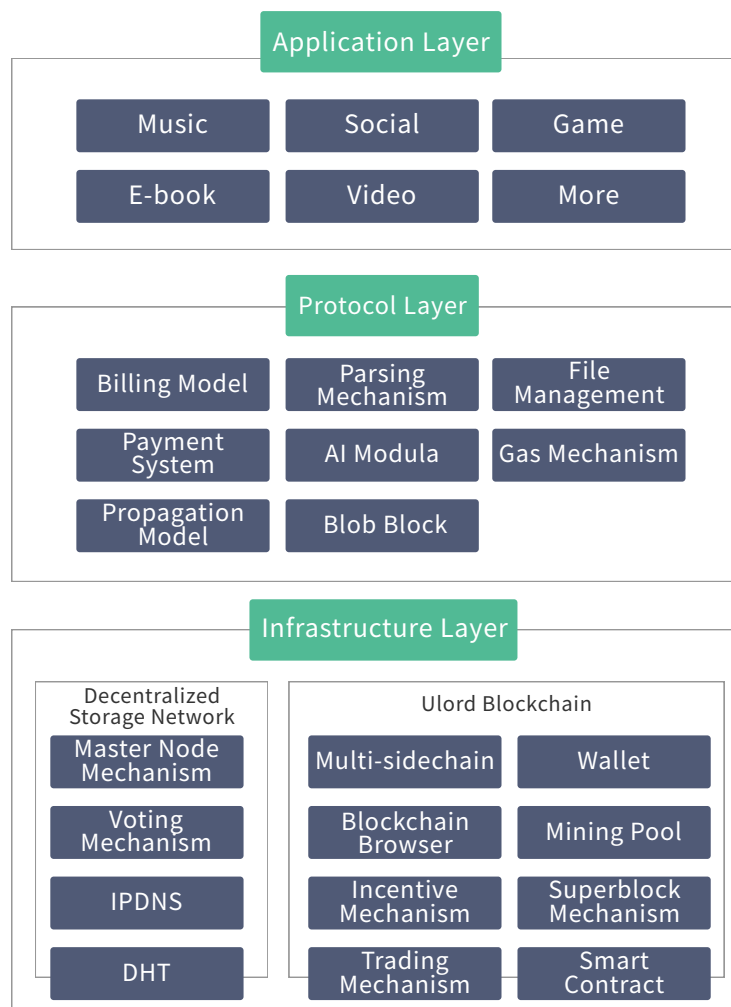 Application Layer
Music
Social
Game
E-book
Video
More
Protocol Layer
Billing Model
Parsing
Mechanism
File
Management
Payment
System
AI Modula
Gas Mechanism
Propagation
Model
Blob Block
Infrastructure Layer
Decentralized
Storage Network
Master Node
Mechanism
Voting
Mechanism
IPDNS
DHT
Ulord Blockchain
Multi-sidechain
Wallet
Blockchain
Browser
Mining Pool
Incentive
Mechanism
Superblock
Mechanism
Trading
Mechanism
Smart
Contract